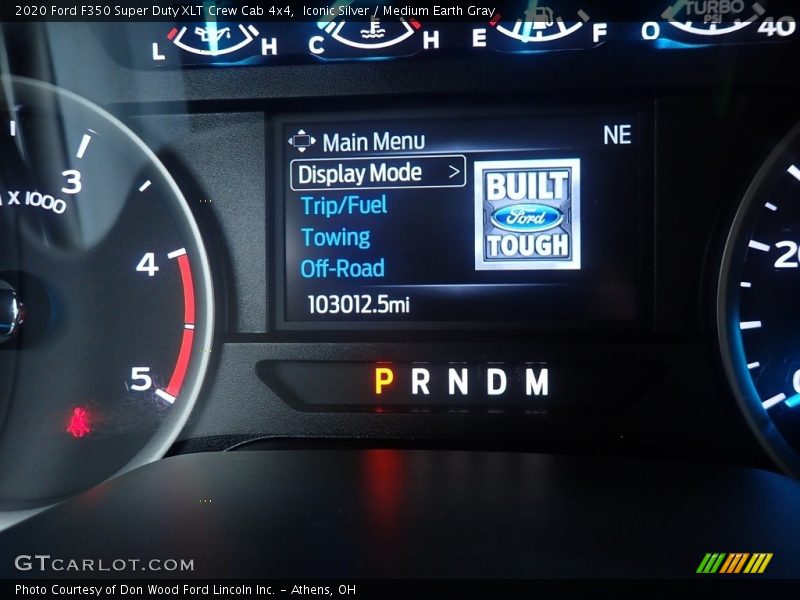 2020 Ford F350 Super Duty XLT Crew Cab 4x4, Iconic Silver / Medium Earth Gray
L H C H E F 0 TURBO PSI 40
Main Menu NE
Display Mode >
Trip/Fuel
Towing
Off-Road
103012.5mi
BUILT
Ford
TOUGH
3
X 1000
4
5
20
P R N D M
GTCARLOT.COM
Photo Courtesy of Don Wood Ford Lincoln Inc. - Athens, OH